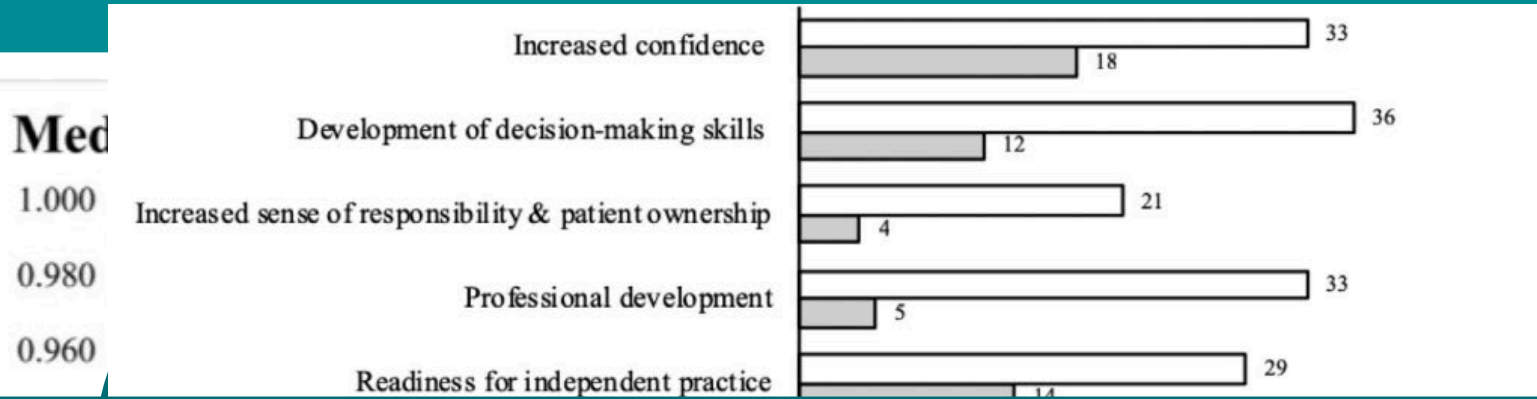 Med
1.000
0.980
0.960
Increased confidence 33
18
Development of decision-making skills 36
12
Increased sense of responsibility & patient ownership 21
4
Professional development 33
5
Readiness for independent practice 29
14